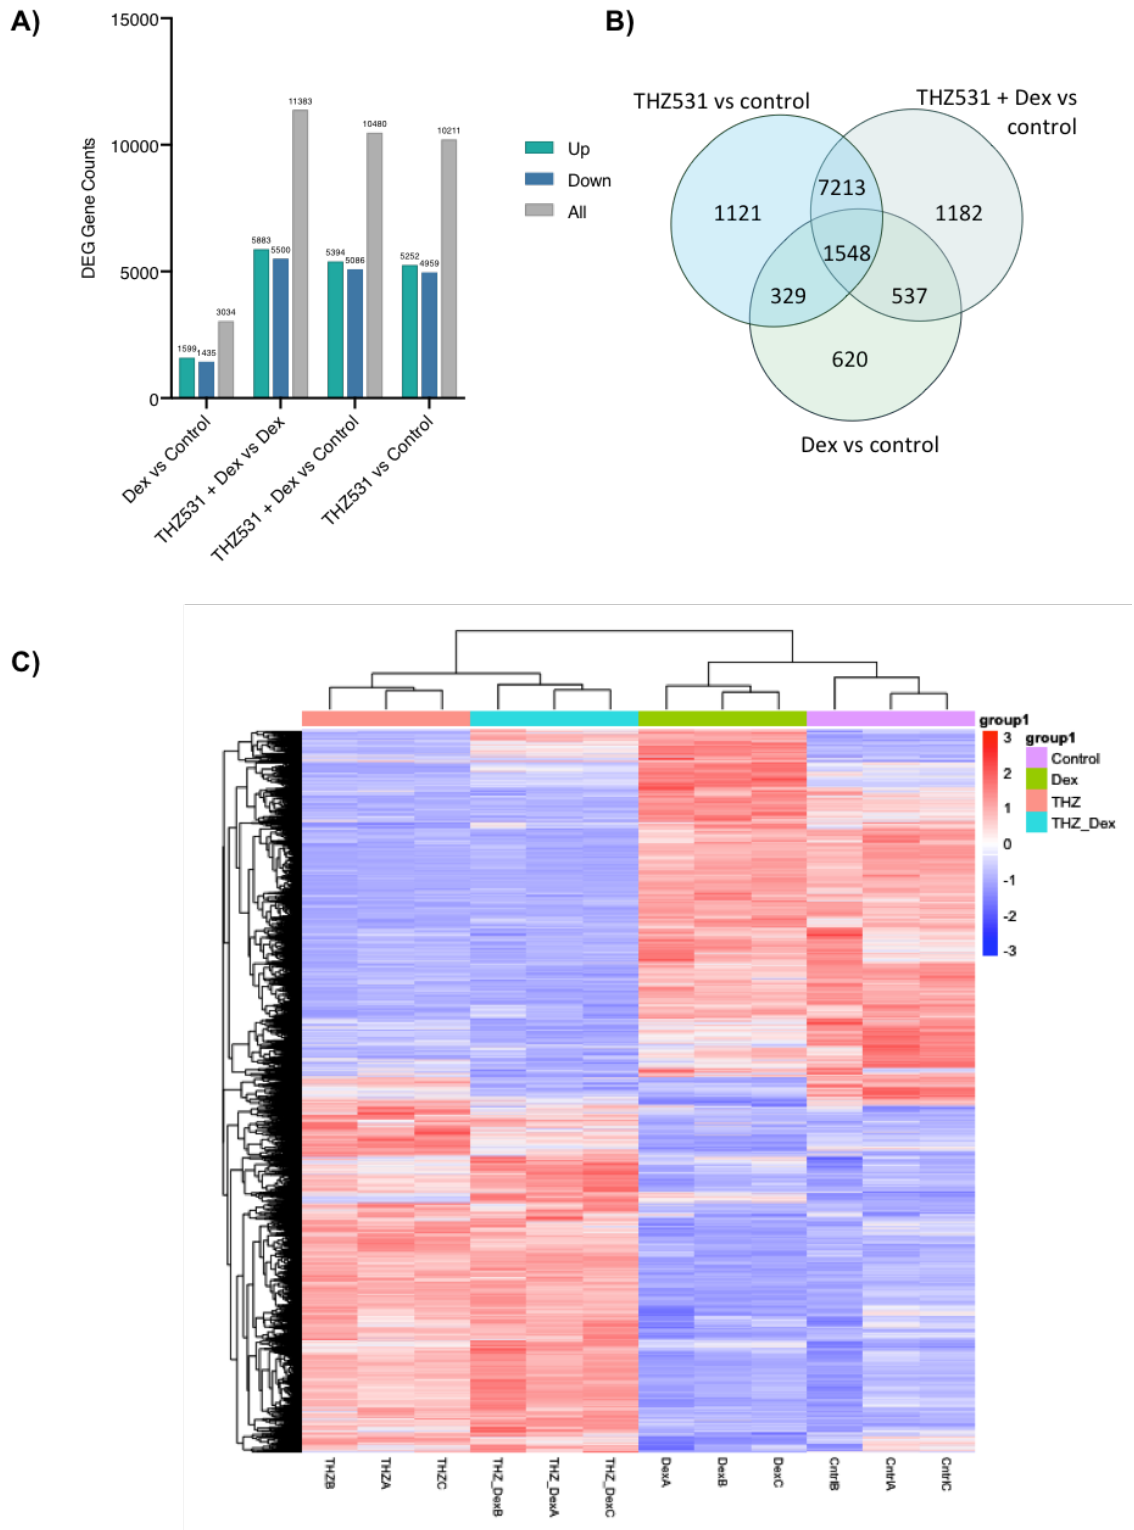 A)
15000
10000
5000
0
DEG Gene Counts
1599
1435
3034
5883
5500
11383
5394
5086
10480
5252
4959
10211
Dex vs Control
THZ531 + Dex vs Dex
THZ531 + Dex vs Control
THZ531 vs Control
Up
Down
All
B)
THZ531 vs control
THZ531 + Dex vs
control
1121
7213
1182
1548
329
537
620
Dex vs control
C)
group1
3
2
1
0
-1
-2
-3
group1
Control
Dex
THZ
THZ_Dex
THZB
THZA
THZC
THZ_DexB
THZ_DexA
THZ_DexC
DexA
DexB
DexC
CntrlB
CntrlA
CntrlC